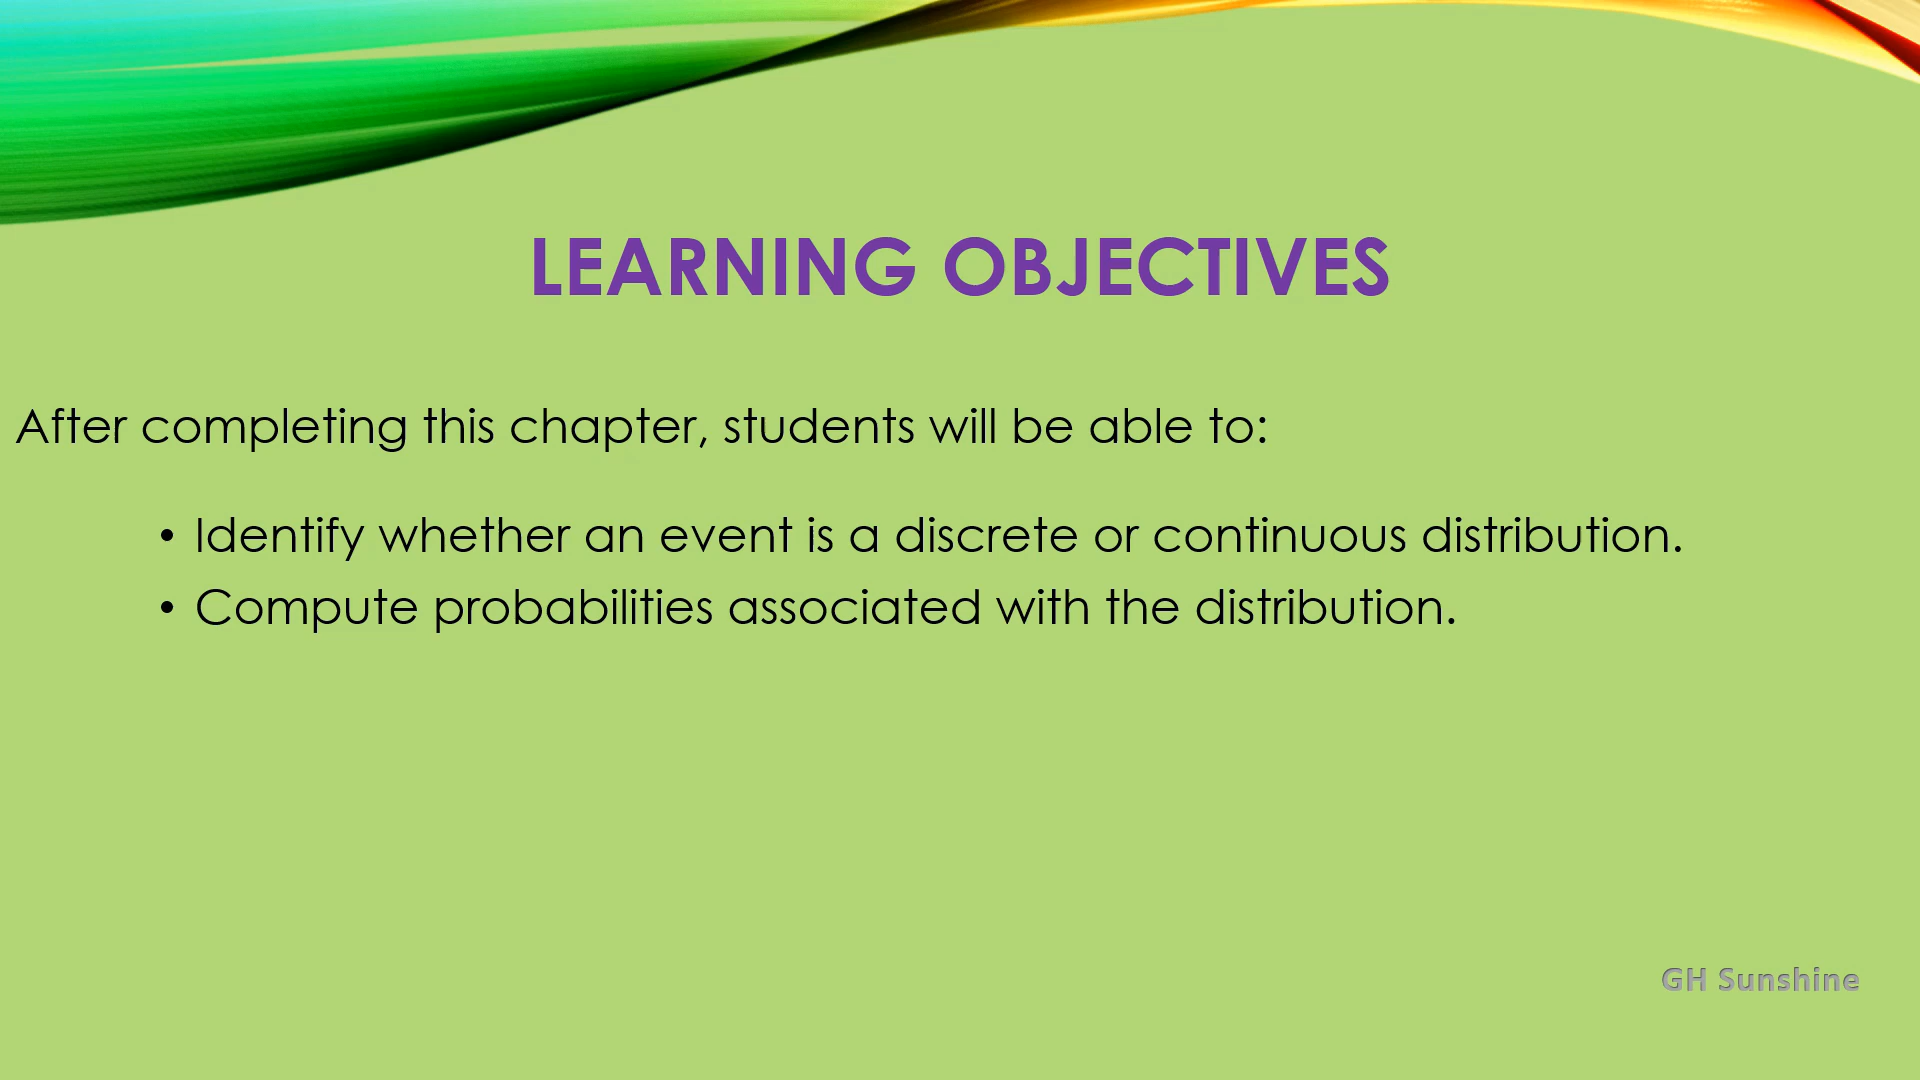 LEARNING OBJECTIVES
After completing this chapter, students will be able to:
• Identify whether an event is a discrete or continuous distribution.
• Compute probabilities associated with the distribution.
GH Sunshine